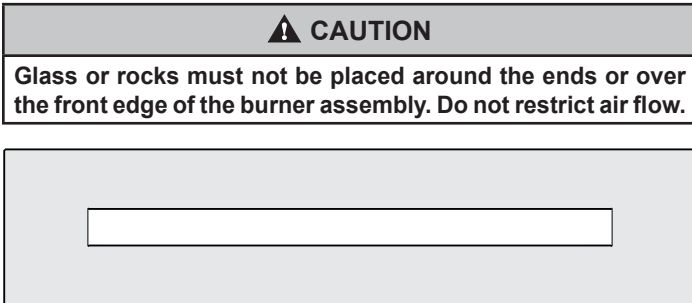 CAUTION
Glass or rocks must not be placed around the ends or over
the front edge of the burner assembly. Do not restrict air flow.